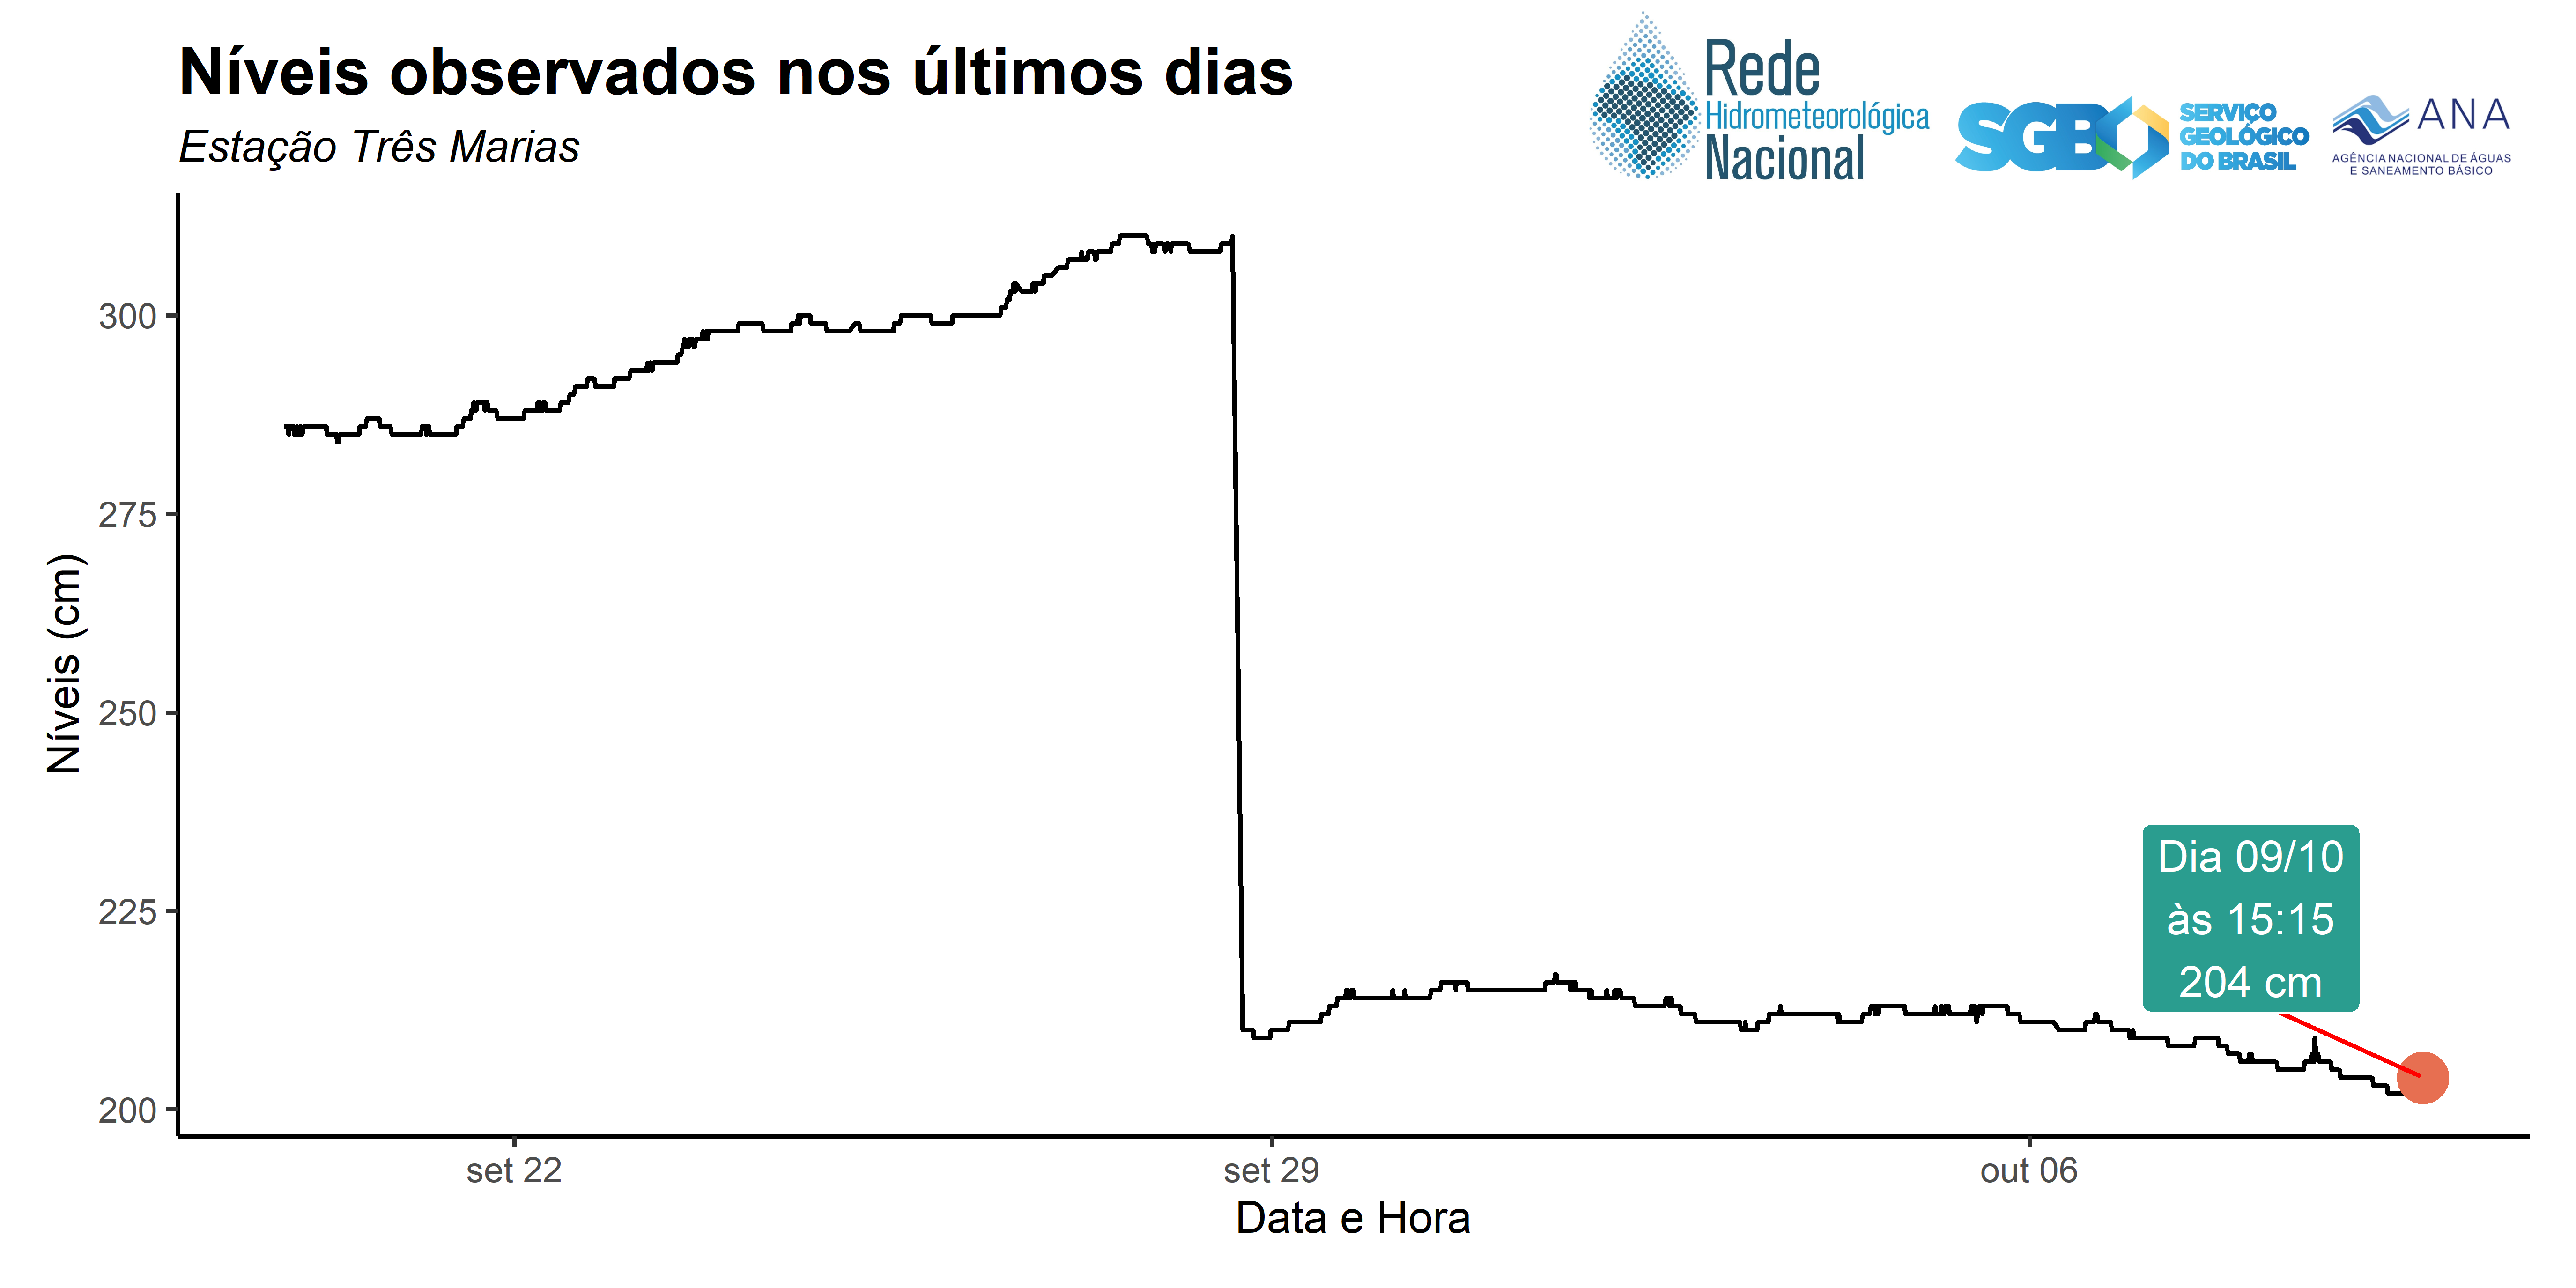 Níveis observados nos últimos dias
Estação Três Marias
Rede
Hidrometeorológica
Nacional
SGB
SERVIÇO
GEOLÓGICO
DO BRASIL
ANA
AGÊNCIA NACIONAL DE ÁGUAS
E SANEAMENTO BÁSICO
Níveis (cm)
300
275
250
225
200
Dia 09/10
às 15:15
204 cm
set 22
set 29
out 06
Data e Hora